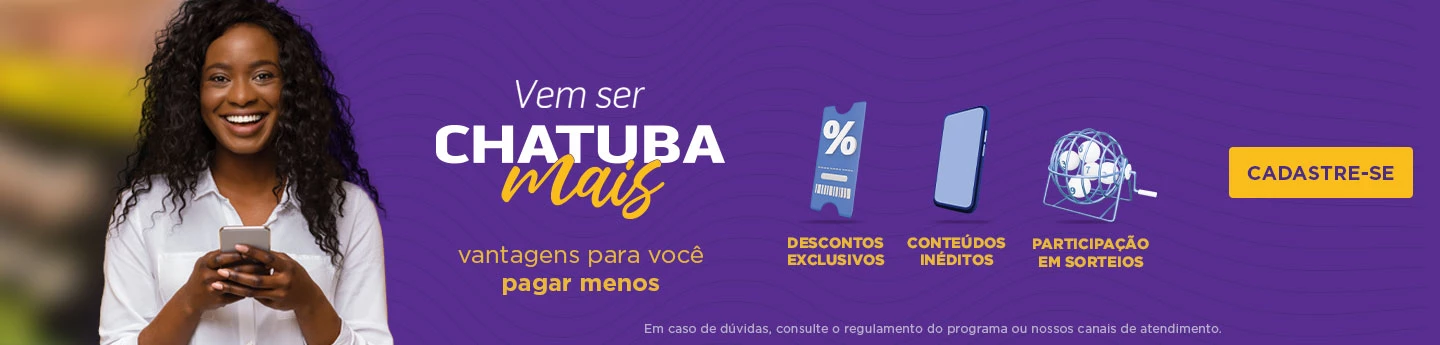 Vem ser
CHATUBA
mais
vantagens para você
pagar menos
%
DESCONTOS
EXCLUSIVOS
CONTEÚDOS
INÉDITOS
PARTICIPAÇÃO
EM SORTEIOS
CADASTRE-SE
Em caso de dúvidas, consulte o regulamento do programa ou nossos canais de atendimento.